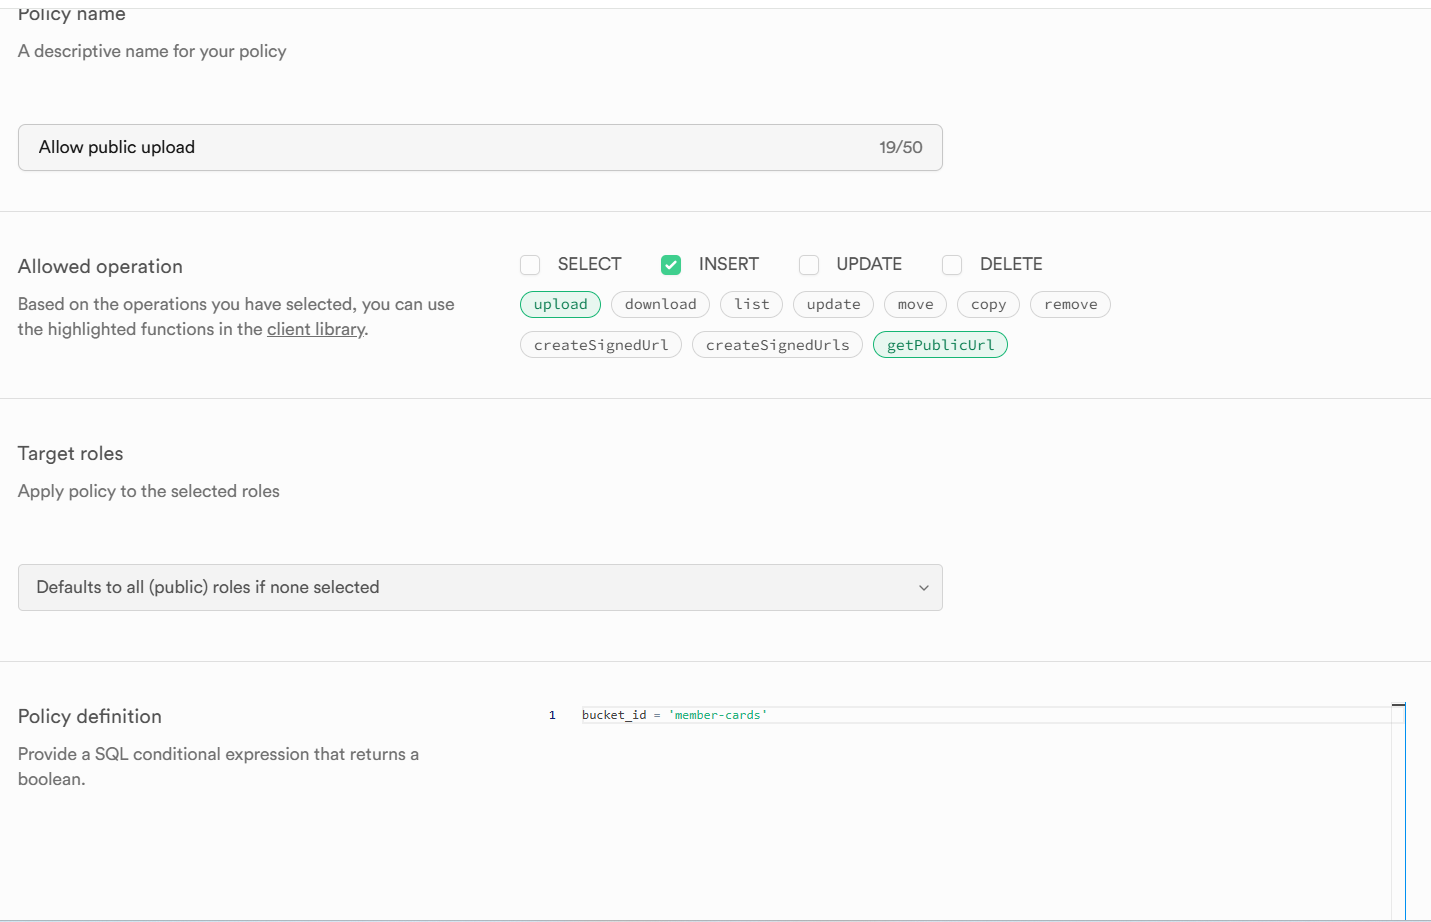 Policy name
A descriptive name for your policy
Allow public upload 19/50
Allowed operation
Based on the operations you have selected, you can use
the highlighted functions in the client library.
SELECT INSERT UPDATE DELETE
upload download list update move copy remove
createSignedUrl createSignedUrls getPublicUrl
Target roles
Apply policy to the selected roles
Defaults to all (public) roles if none selected
Policy definition
Provide a SQL conditional expression that returns a
boolean.
1 bucket_id = 'member-cards'